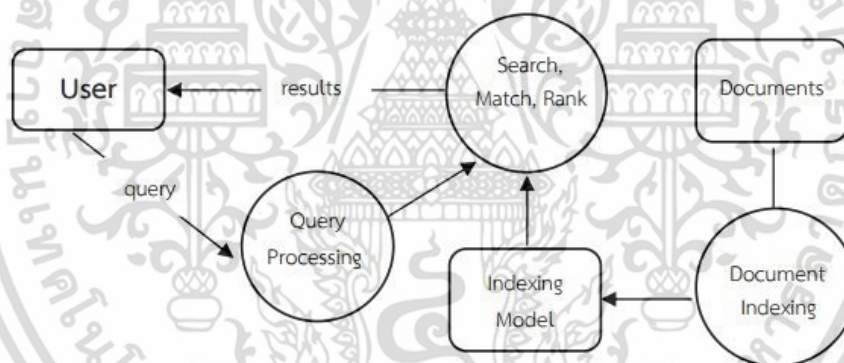 User
results
Search,
Match, Rank
Documents
query
Query
Processing
Indexing
Model
Document
Indexing